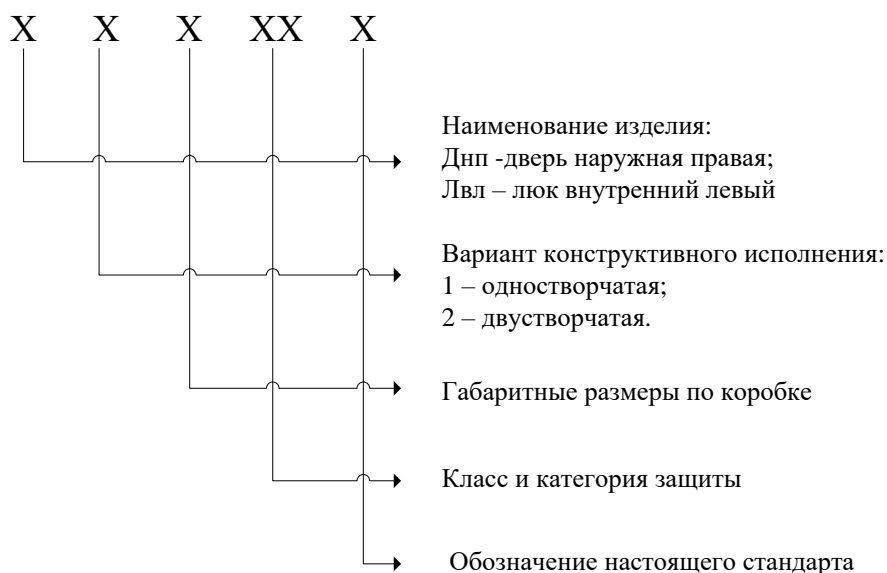 X X X XX X
Наименование изделия:
Днп -дверь наружная правая;
Лвл – люк внутренний левый
Вариант конструктивного исполнения:
1 – одностворчатая;
2 – двустворчатая.
Габаритные размеры по коробке
Класс и категория защиты
Обозначение настоящего стандарта